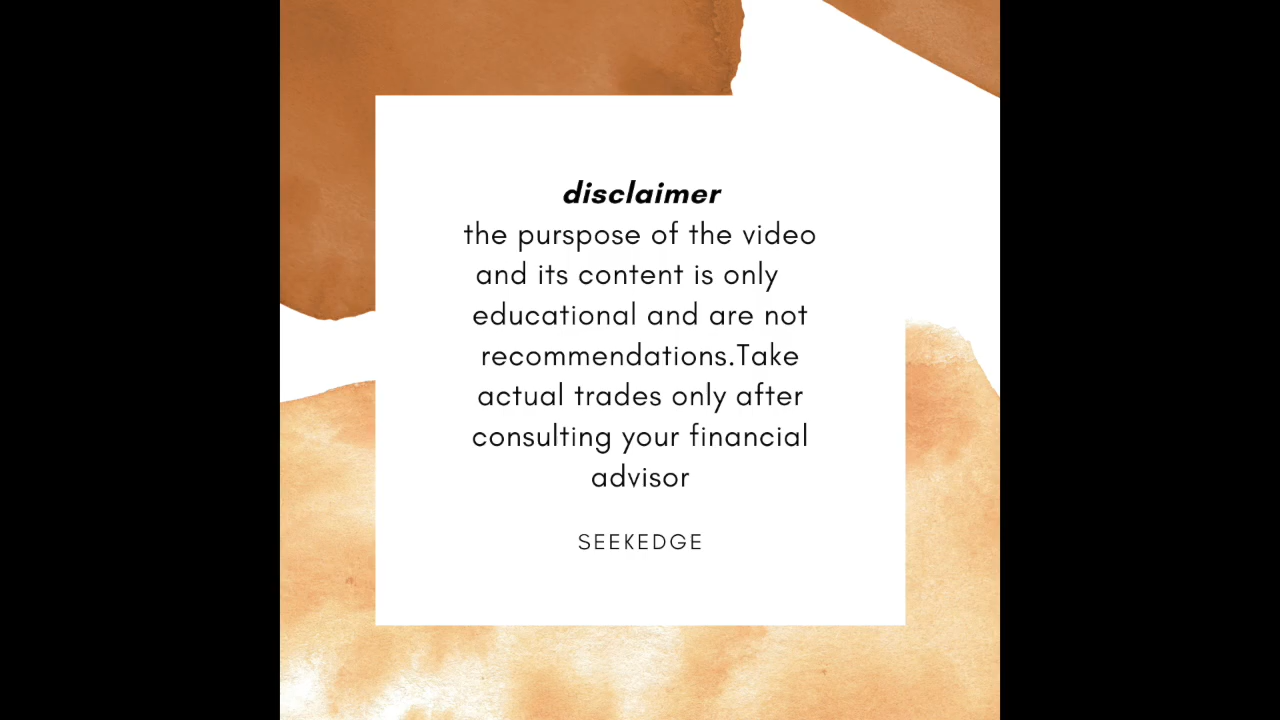 disclaimer
the purspose of the video
and its content is only
educational and are not
recommendations.Take
actual trades only after
consulting your financial
advisor
SEEKEDGE